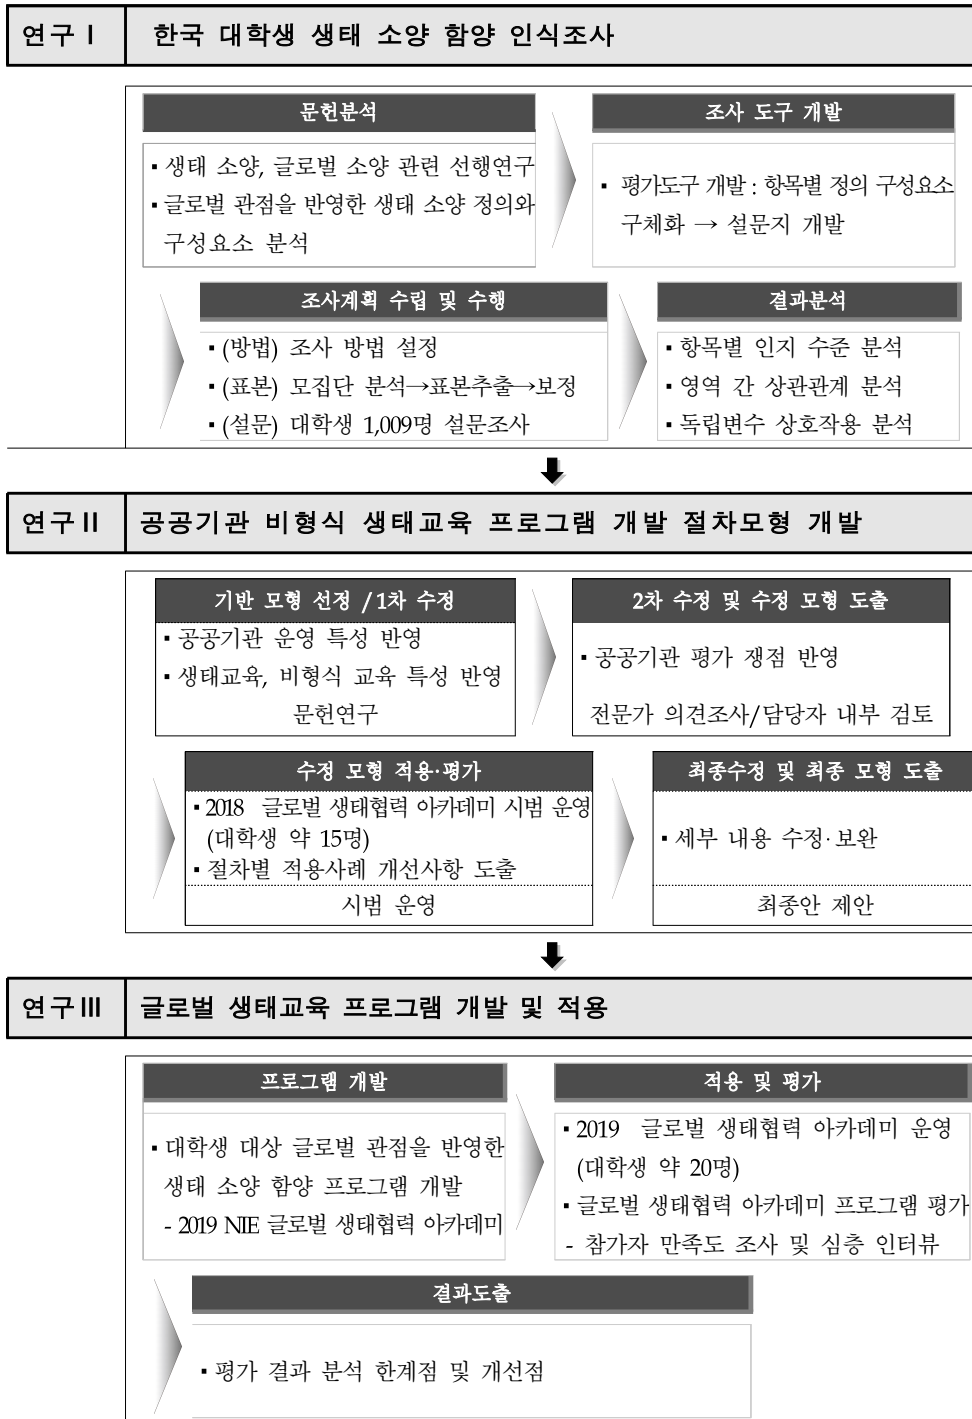 연구 Ⅰ 한국 대학생 생태 소양 함양 인식조사
문헌분석
▪ 생태 소양, 글로벌 소양 관련 선행연구
▪ 글로벌 관점을 반영한 생태 소양 정의와
구성요소 분석
조사 도구 개발
▪ 평가도구 개발 : 항목별 정의 구성요소
구체화 → 설문지 개발
조사계획 수립 및 수행
▪ (방법) 조사 방법 설정
▪ (표본) 모집단 분석→표본추출→보정
▪ (설문) 대학생 1,009명 설문조사
결과분석
▪ 항목별 인지 수준 분석
▪ 영역 간 상관관계 분석
▪ 독립변수 상호작용 분석
연구Ⅱ 공공기관 비형식 생태교육 프로그램 개발 절차모형 개발
기반 모형 선정 /1차 수정
▪ 공공기관 운영 특성 반영
▪ 생태교육, 비형식 교육 특성 반영
문헌연구
2차 수정 및 수정 모형 도출
▪ 공공기관 평가 쟁점 반영
전문가 의견조사/담당자 내부 검토
수정 모형 적용·평가
▪ 2018 글로벌 생태협력 아카데미 시범 운영
(대학생 약 15명)
▪ 절차별 적용사례 개선사항 도출
시범 운영
최종수정 및 최종 모형 도출
▪ 세부 내용 수정·보완
최종안 제안
연구Ⅲ 글로벌 생태교육 프로그램 개발 및 적용
프로그램 개발
▪ 대학생 대상 글로벌 관점을 반영한
생태 소양 함양 프로그램 개발
- 2019 NIE 글로벌 생태협력 아카데미
적용 및 평가
▪ 2019 글로벌 생태협력 아카데미 운영
(대학생 약 20명)
▪ 글로벌 생태협력 아카데미 프로그램 평가
- 참가자 만족도 조사 및 심층 인터뷰
결과도출
▪ 평가 결과 분석 한계점 및 개선점